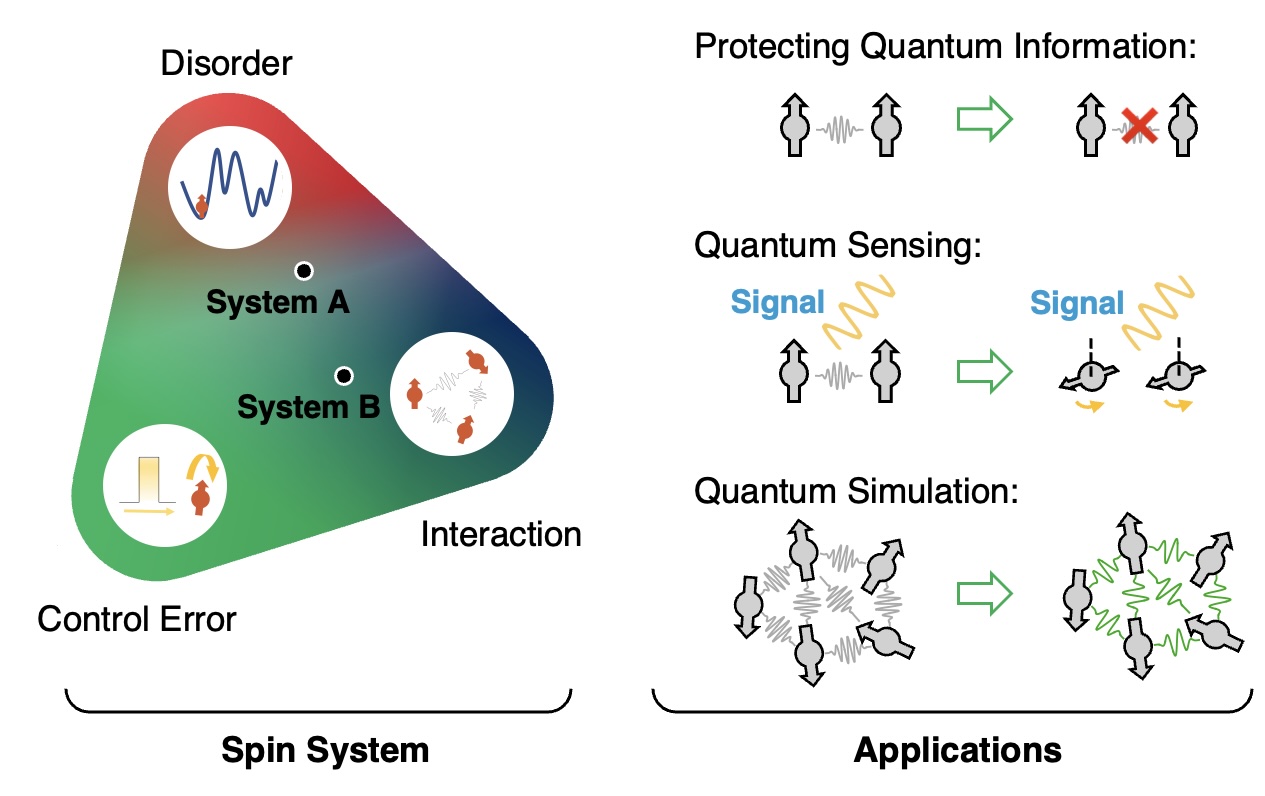 Disorder
System A
System B
Interaction
Control Error
Spin System
Protecting Quantum Information:
Quantum Sensing:
Signal
Signal
Quantum Simulation:
Applications